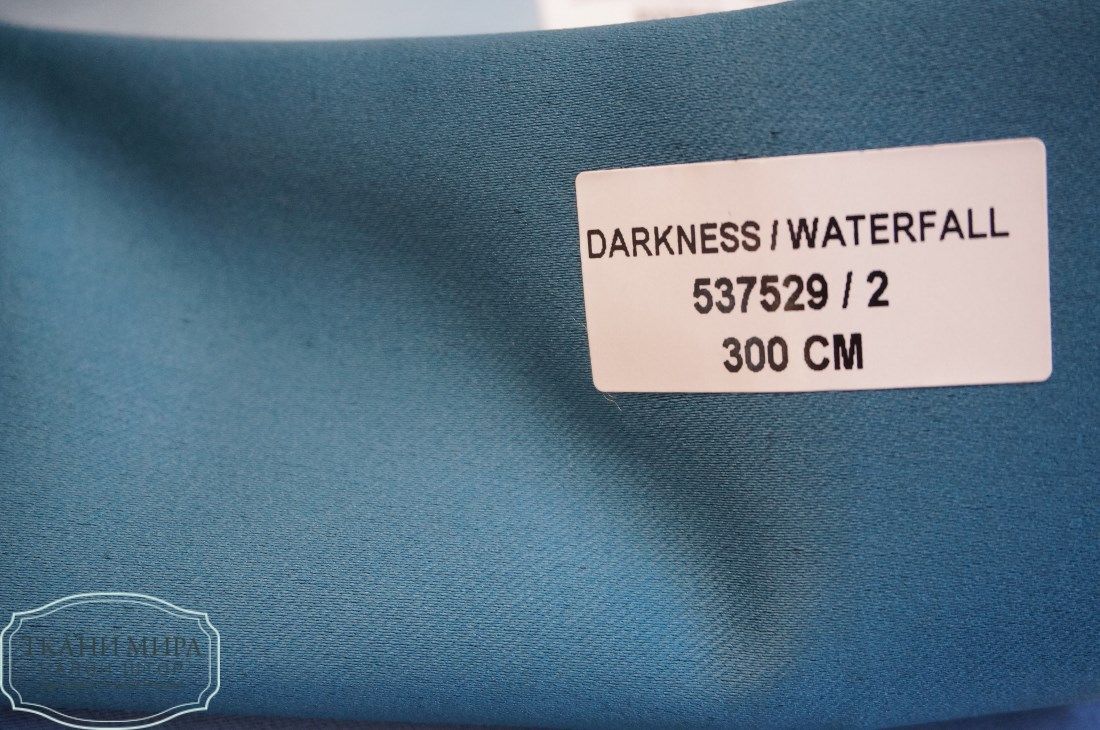 DARKNESS / WATERFALL
537529 / 2
300 CM
ТКАНИ МИРА